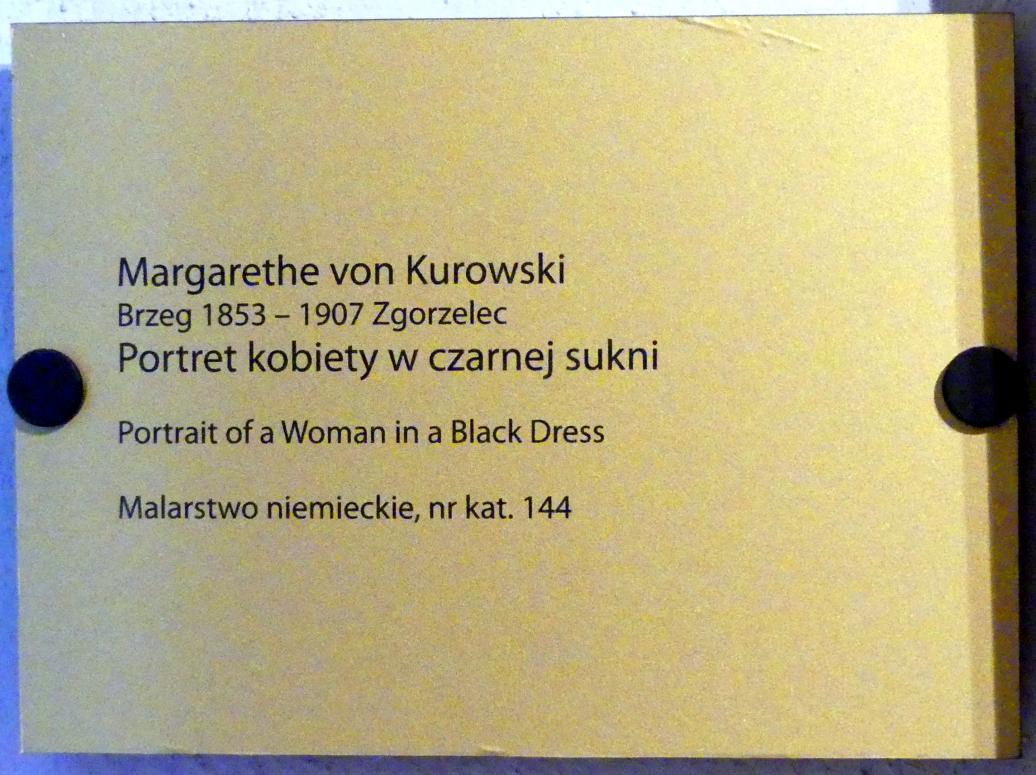 Margarethe von Kurowski
Brzeg 1853 – 1907 Zgorzelec
Portret kobiety w czarnej sukni
Portrait of a Woman in a Black Dress
Malarstwo niemieckie, nr kat. 144